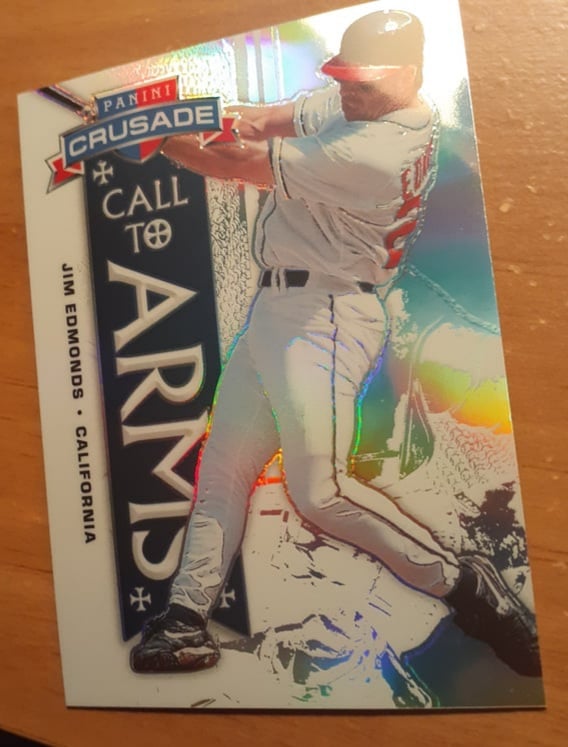 PANINI
CRUSADE
CALL
TO
ARMS
JIM EDMONDS • CALIFORNIA